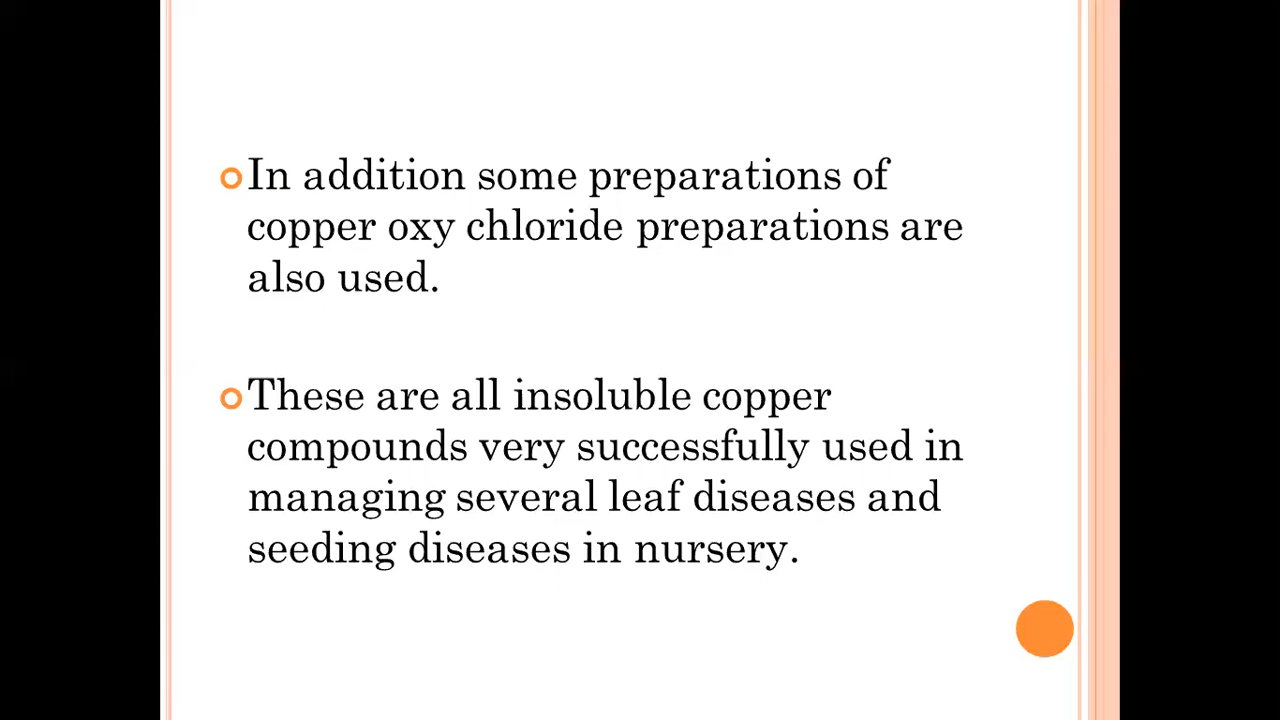 In addition some preparations of
copper oxy chloride preparations are
also used.
These are all insoluble copper
compounds very successfully used in
managing several leaf diseases and
seeding diseases in nursery.